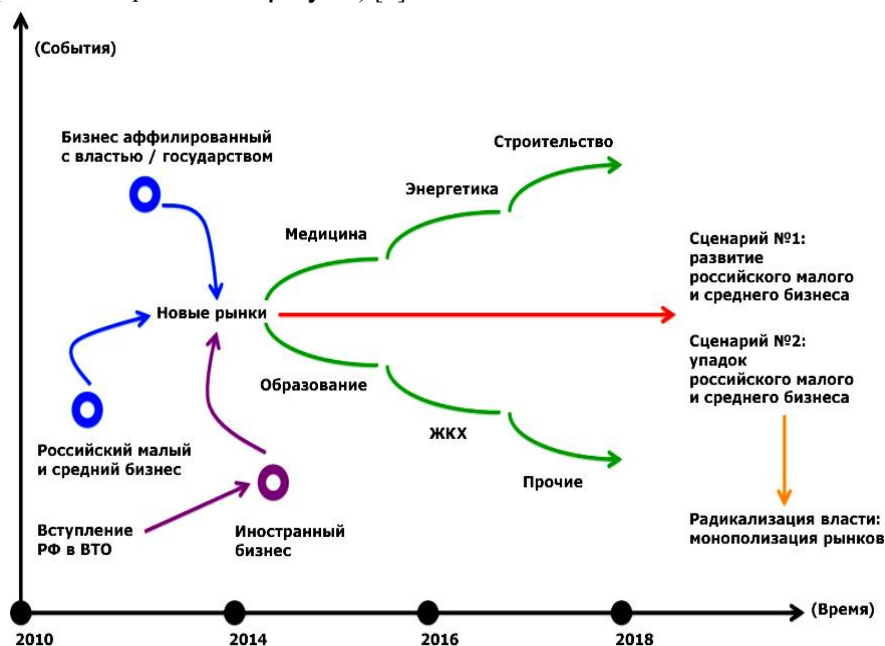 (События)
Бизнес аффилированный
с властью / государством
Строительство
Энергетика
Медицина
Новые рынки
Образование
ЖКХ
Прочие
Российский малый
и средний бизнес
Вступление
РФ в ВТО
Иностранный
бизнес
Сценарий №1:
развитие
российского малого
и среднего бизнеса
Сценарий №2:
упадок
российского малого
и среднего бизнеса
Радикализация власти:
монополизация рынков
(Время)
2010
2014
2016
2018